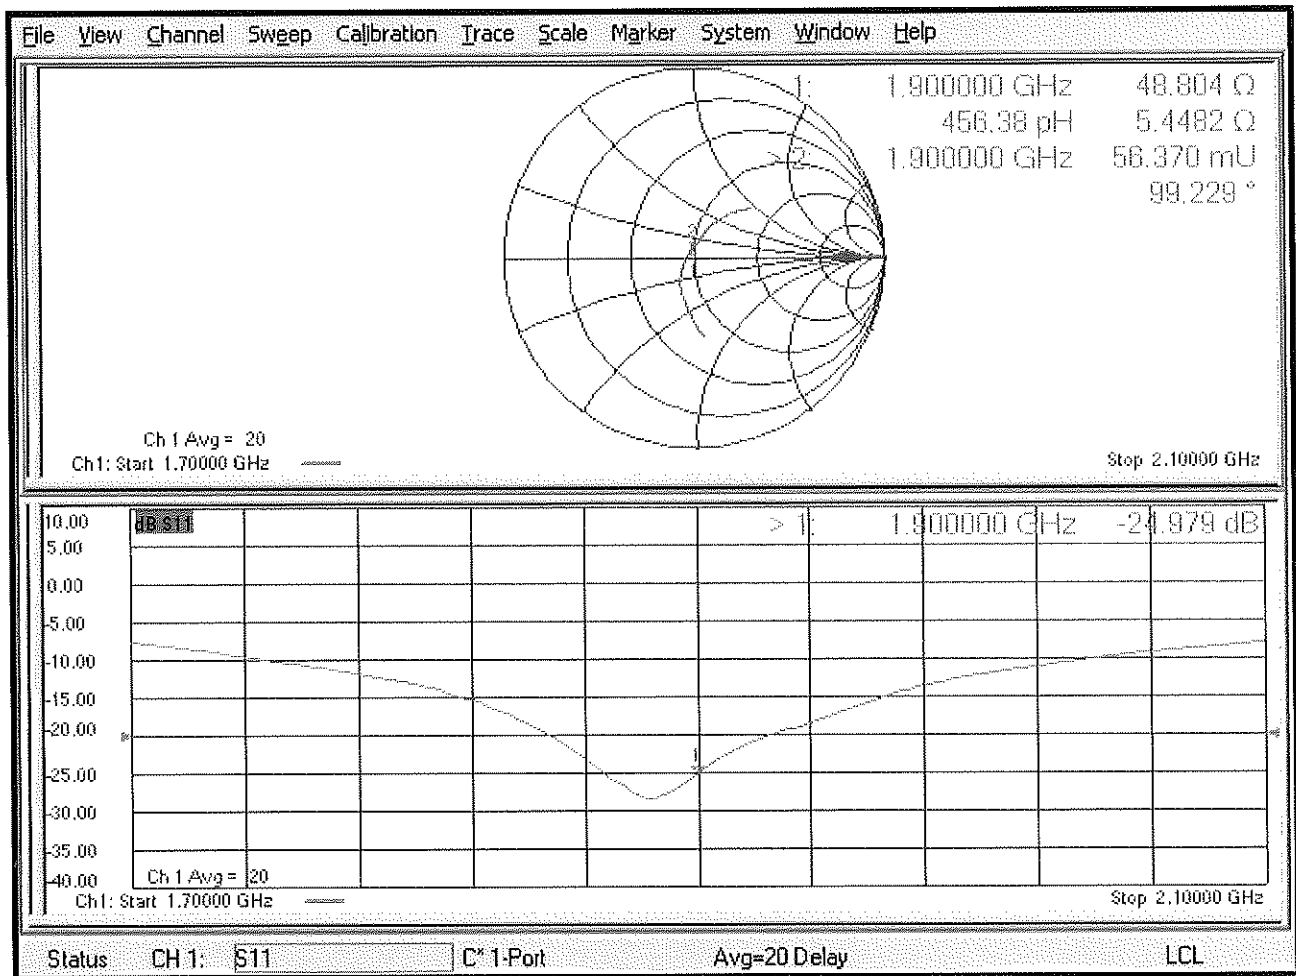 File View Channel Sweep Calibration Trace Scale Marker System Window Help
1: 1.900000 GHz 48.804 Ω
456.38 pH 5.4482 Ω
> 2: 1.900000 GHz 56.370 mU
99.229 °
2
Ch 1 Avg = 20
Ch1: Start 1.70000 GHz Stop 2.10000 GHz
10.00 dB S11 > 1: 1.900000 GHz -24.979 dB
5.00
0.00
-5.00
-10.00
-15.00
-20.00
1
-25.00
-30.00
-35.00
-40.00 Ch 1 Avg = 20
Ch1: Start 1.70000 GHz Stop 2.10000 GHz
Status CH 1: S11 C* 1-Port Avg=20 Delay LCL